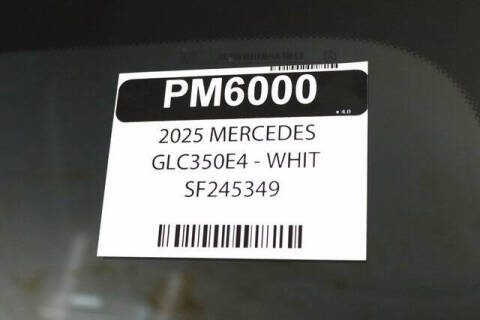 PM6000
v 4.0
2025 MERCEDES
GLC350E4 - WHIT
SF245349